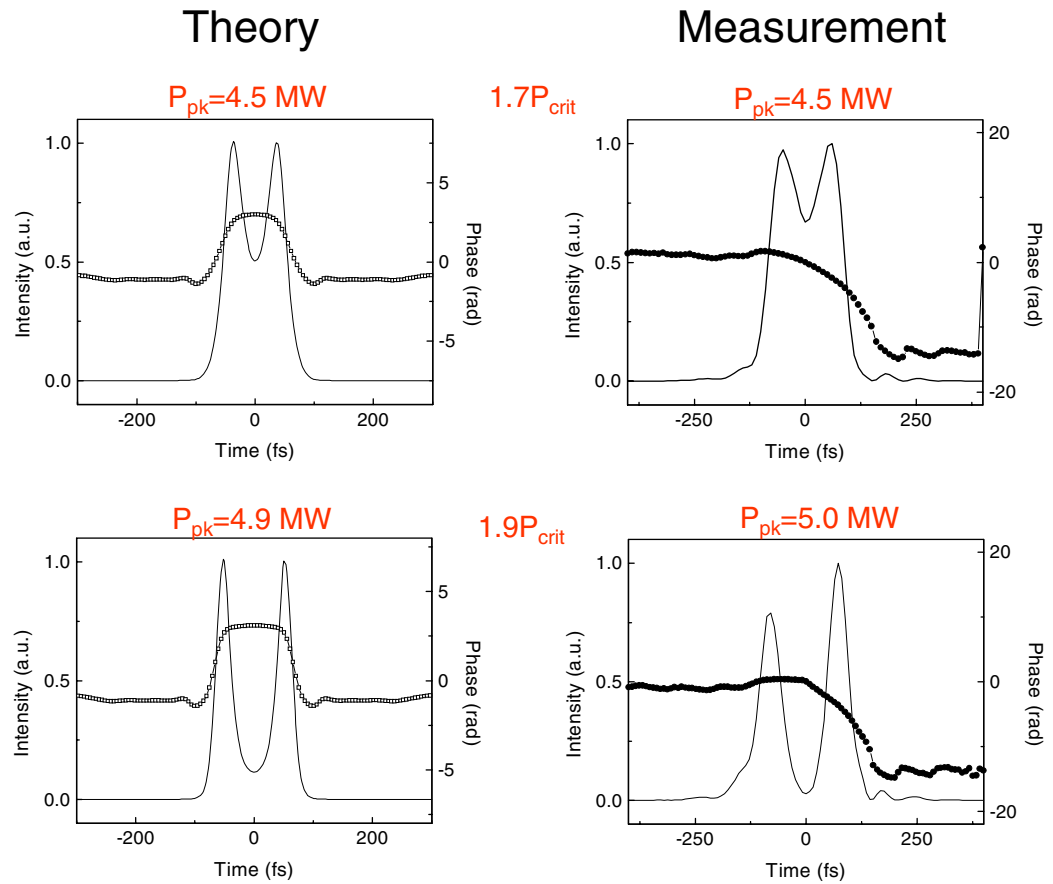 Theory
Measurement
P_pk=4.5 MW
1.7P_crit
P_pk=4.5 MW
Intensity (a.u.)
1.0
0.5
0.0
5
0
-5
Phase (rad)
-200
0
200
Time (fs)
Intensity (a.u.)
1.0
0.5
0.0
20
0
-20
Phase (rad)
-250
0
250
Time (fs)
P_pk=4.9 MW
1.9P_crit
P_pk=5.0 MW
Intensity (a.u.)
1.0
0.5
0.0
5
0
-5
Phase (rad)
-200
0
200
Time (fs)
Intensity (a.u.)
1.0
0.5
0.0
20
0
-20
Phase (rad)
-250
0
250
Time (fs)